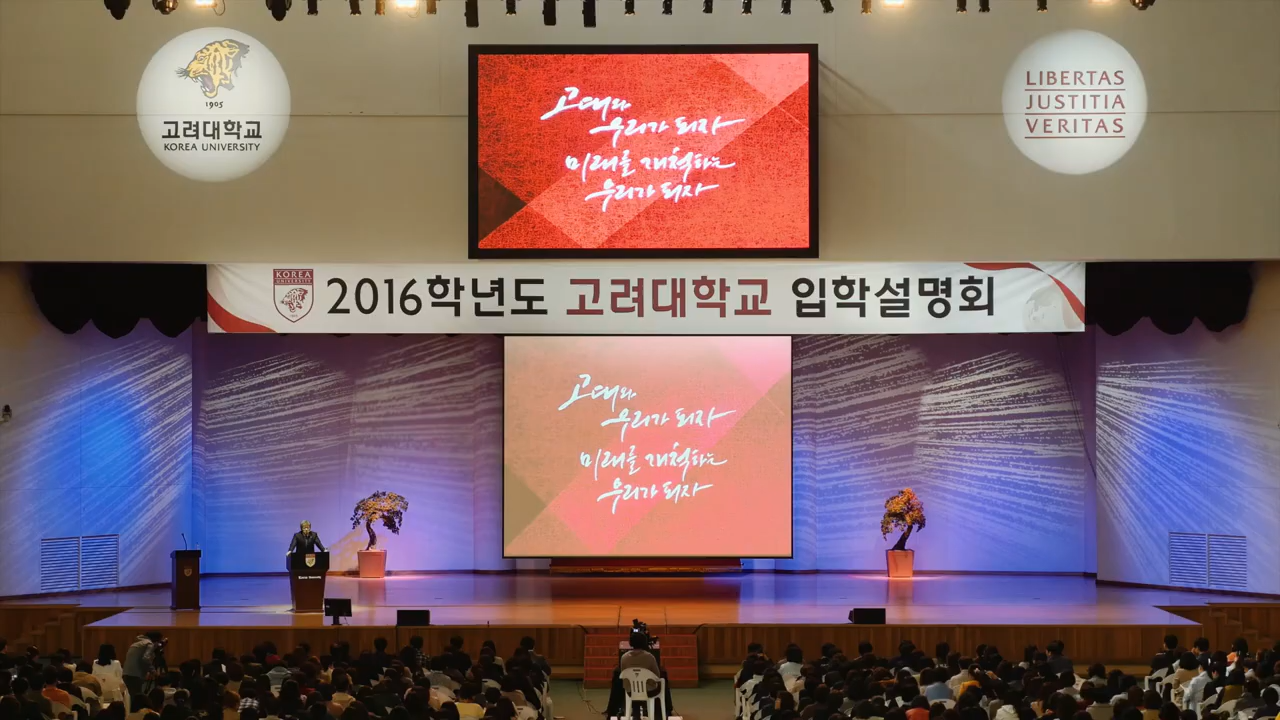 1905
고려대학교
KOREA UNIVERSITY
고대와
우리가 되자
미래를 개척하는
우리가 되자
LIBERTAS
JUSTITIA
VERITAS
KOREA
UNIVERSITY
2016학년도 고려대학교 입학설명회
고대와
우리가 되자
미래를 개척하는
우리가 되자
Korea University